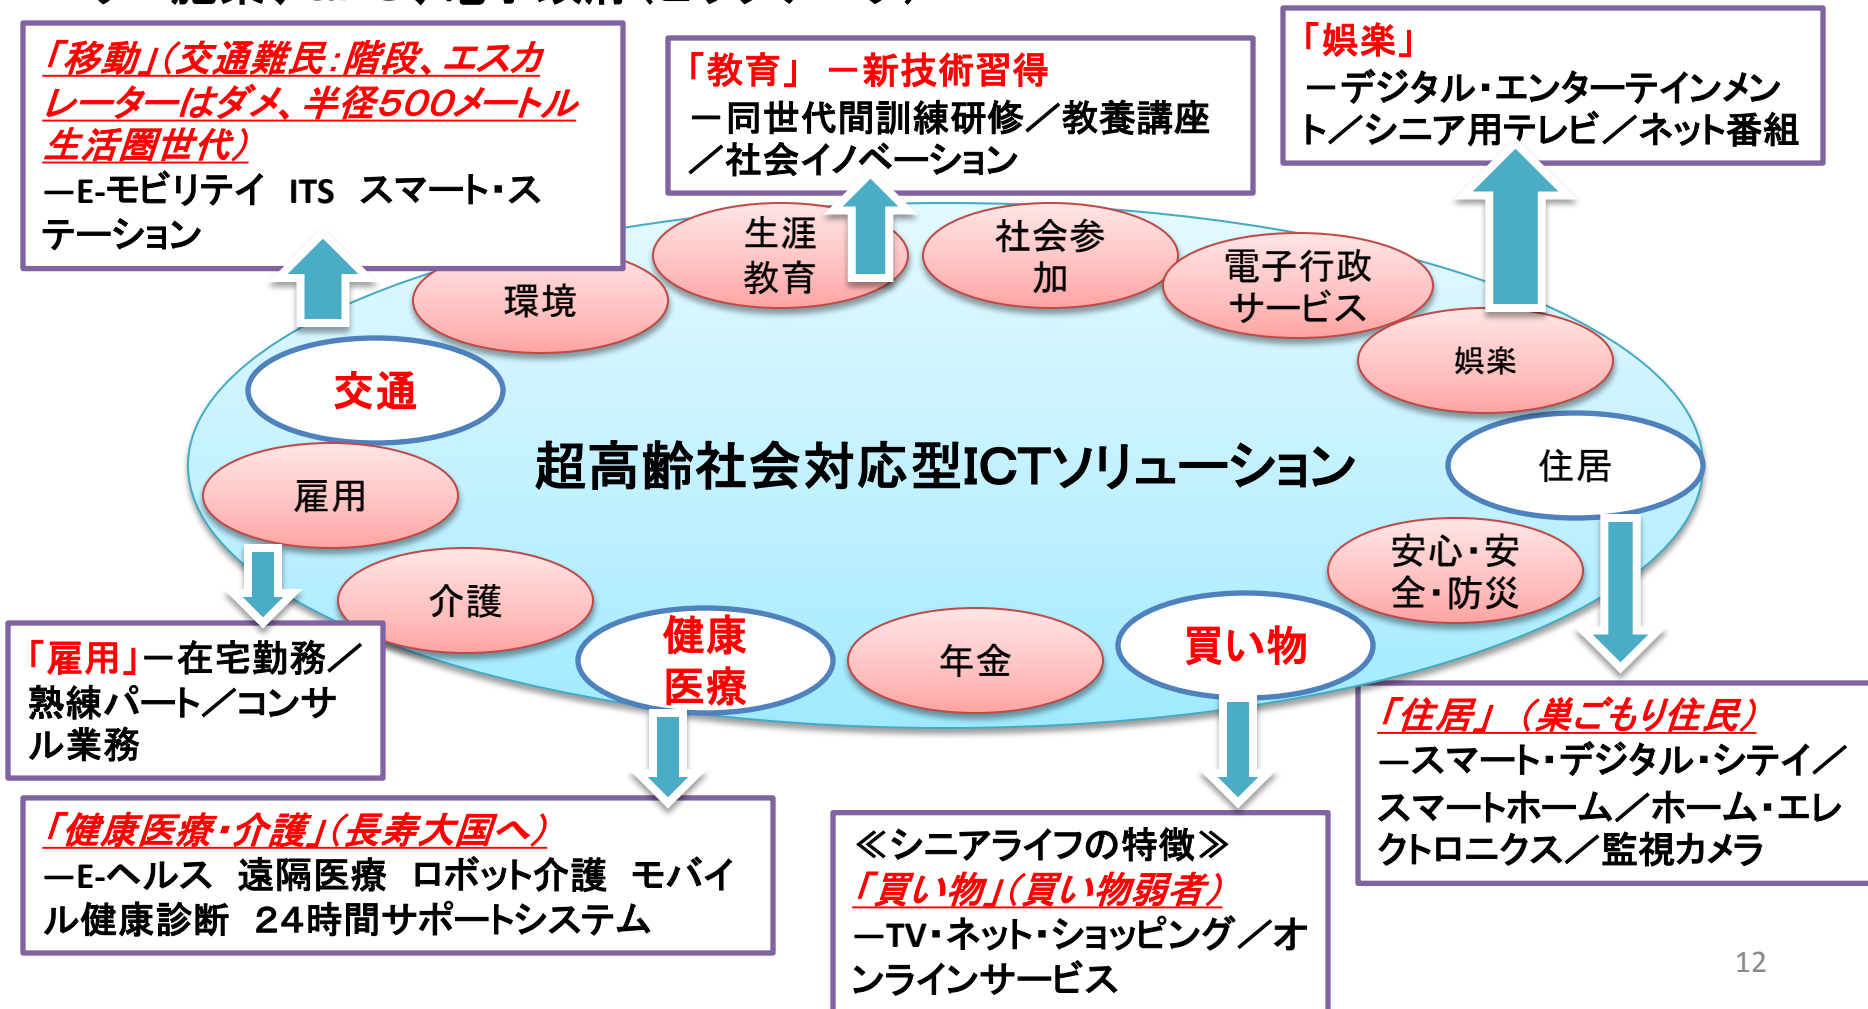 「移動」(交通難民:階段、エスカ
レーターはダメ、半径500メートル
生活圏世代)
―E-モビリテイ ITS スマート・ス
テーション
「教育」 －新技術習得
－同世代間訓練研修／教養講座
／社会イノベーション
「娯楽」
－デジタル・エンターテインメン
ト／シニア用テレビ／ネット番組
環境
生涯
教育
社会参
加
電子行政
サービス
娯楽
交通
超高齢社会対応型ICTソリューション
住居
雇用
安心・安
全・防災
介護
健康
医療
年金
買い物
「雇用」－在宅勤務／
熟練パート／コンサ
ル業務
「住居」 (巣ごもり住民)
―スマート・デジタル・シテイ／
スマートホーム／ホーム・エレ
クトロニクス／監視カメラ
「健康医療・介護」(長寿大国へ)
―E-ヘルス 遠隔医療 ロボット介護 モバイ
ル健康診断 24時間サポートシステム
≪シニアライフの特徴≫
「買い物」(買い物弱者)
―TV・ネット・ショッピング／オ
ンラインサービス
12